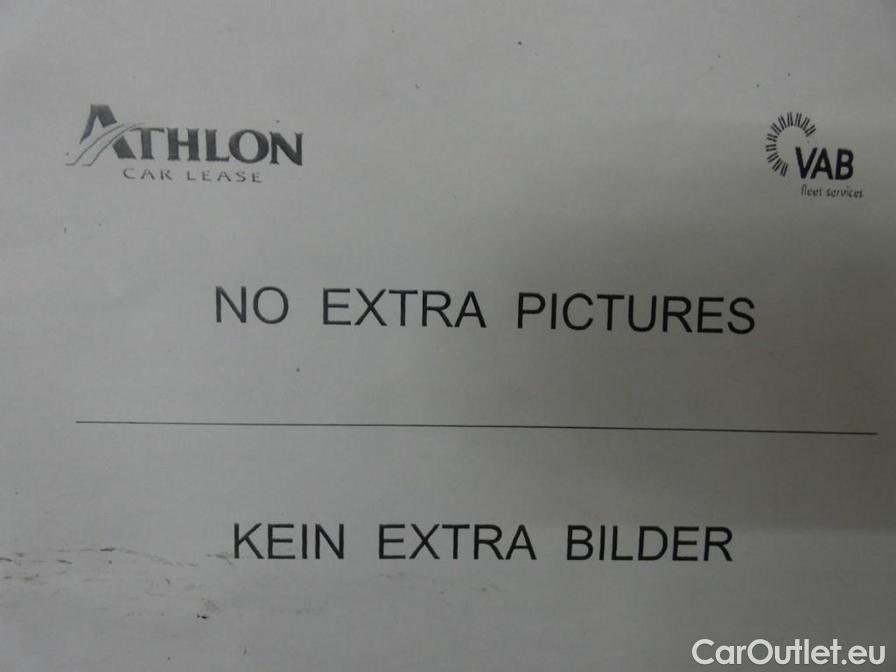 ATHLON
CAR LEASE
VAB
fleet services
NO EXTRA PICTURES
KEIN EXTRA BILDER
CarOutlet.eu